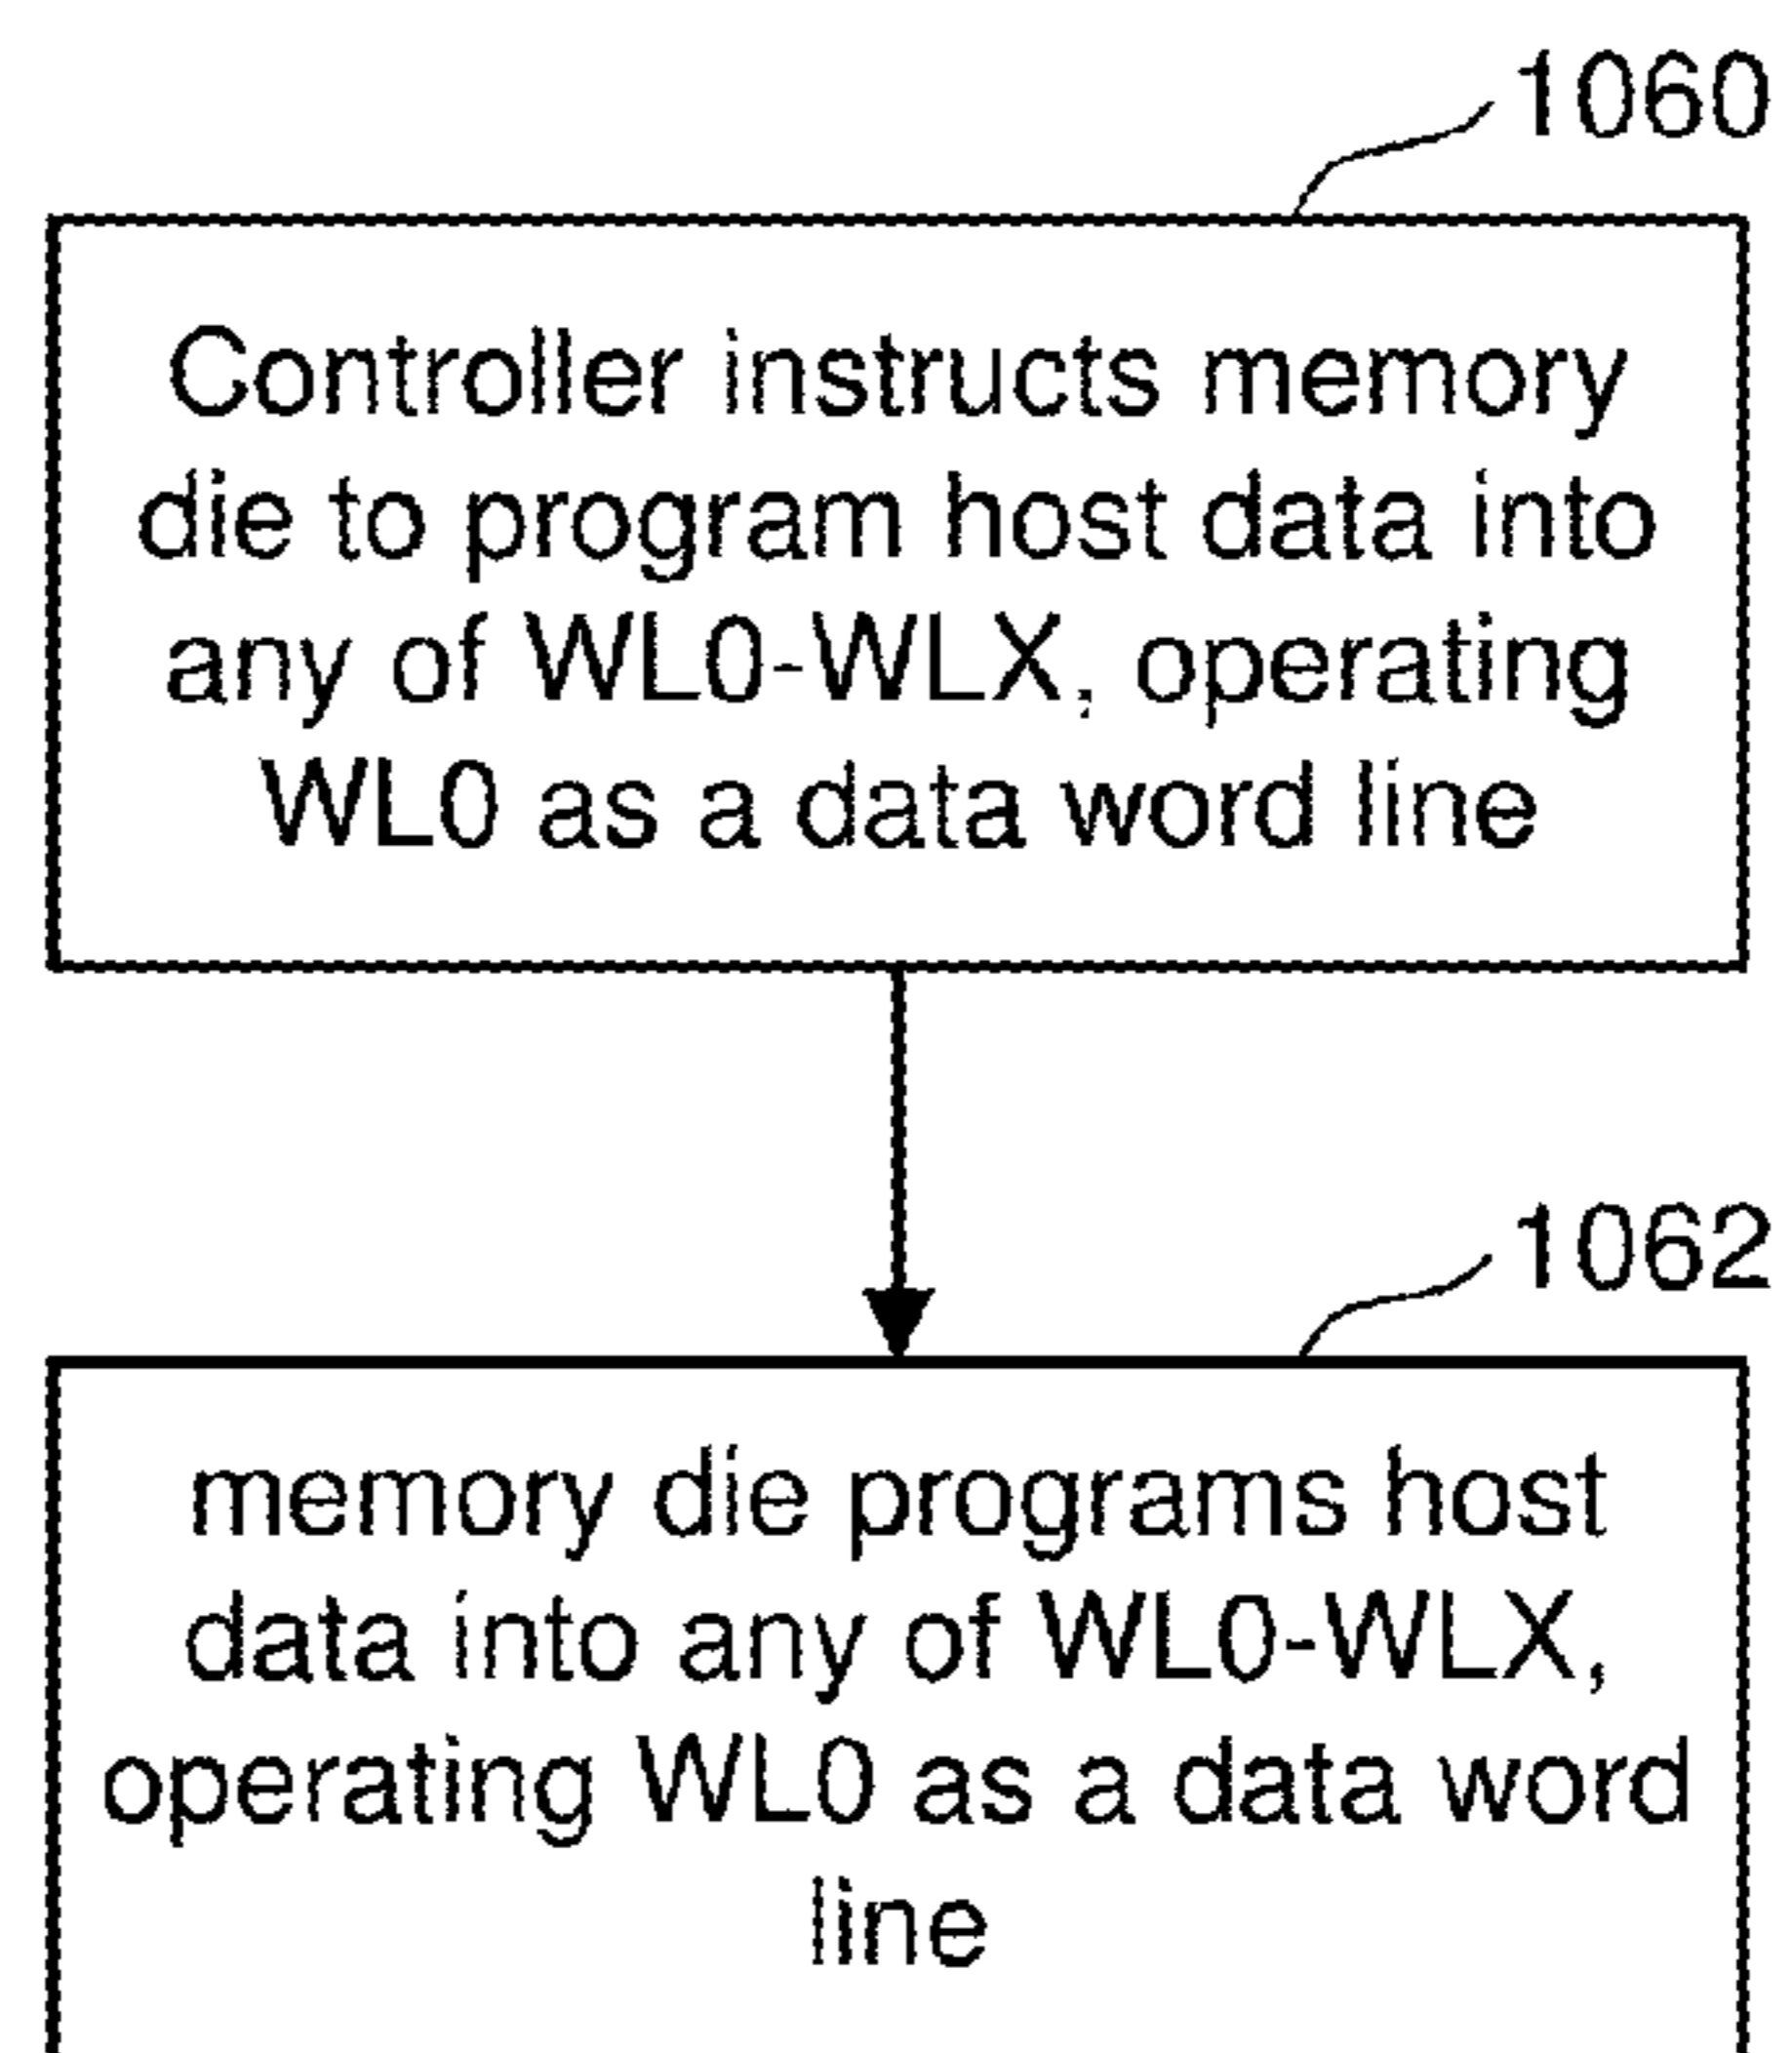 1060
Controller instructs memory
die to program host data into
any of WL0-WLX, operating
WL0 as a data word line
1062
memory die programs host
data into any of WL0-WLX,
operating WL0 as a data word
line